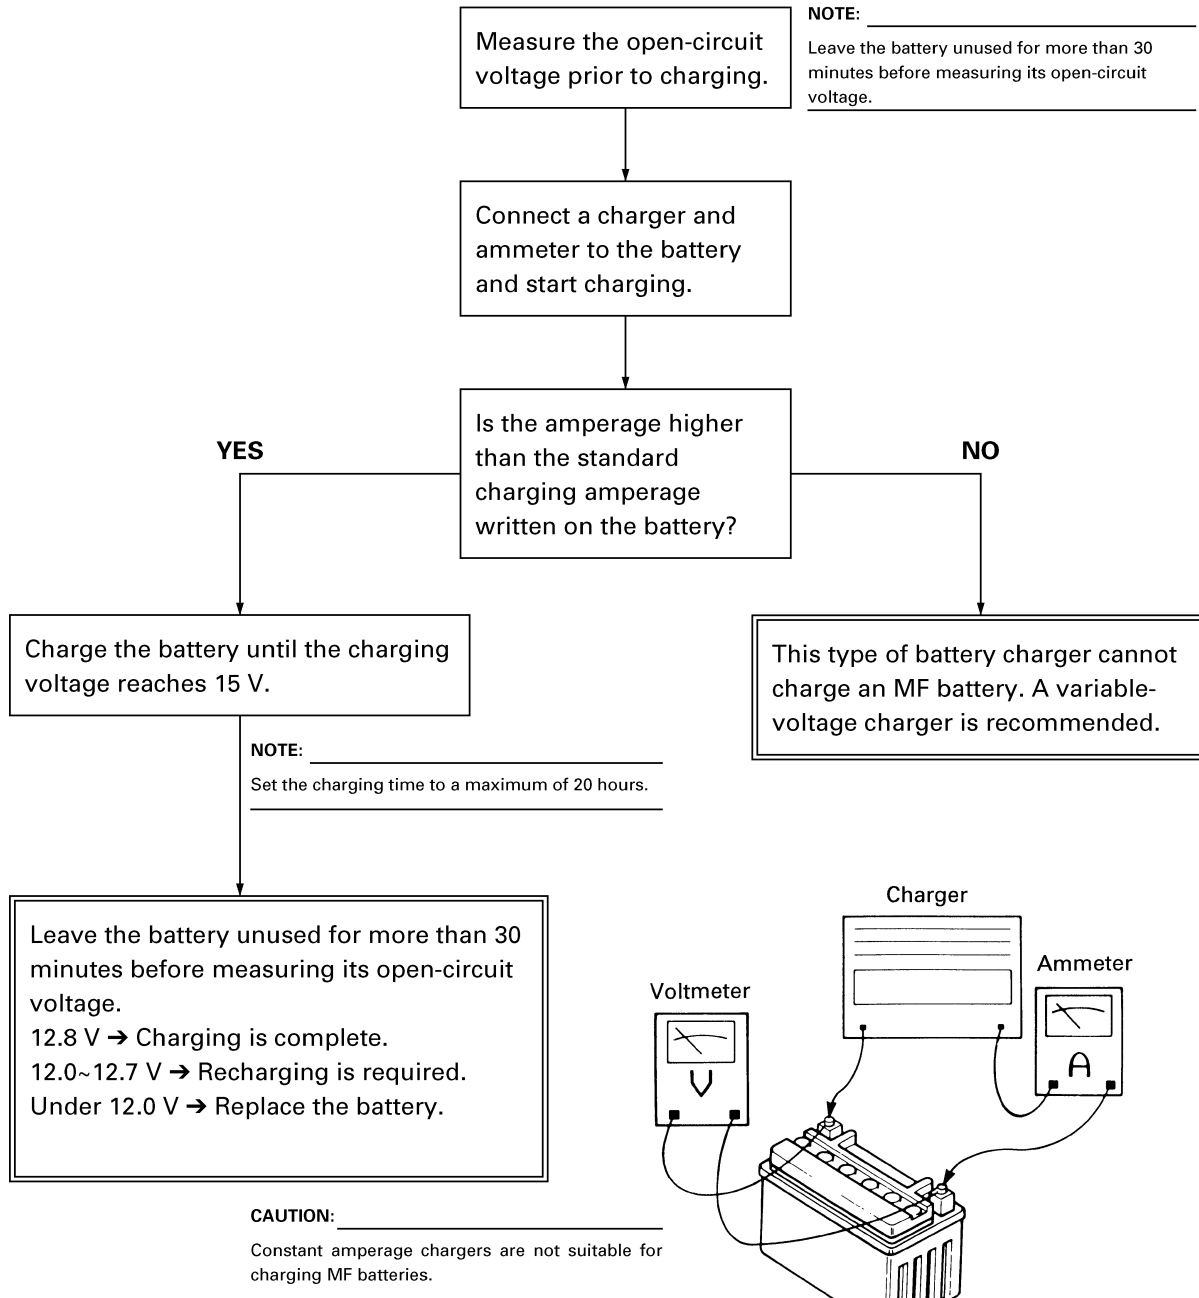 Measure the open-circuit
voltage prior to charging.
NOTE:
Leave the battery unused for more than 30
minutes before measuring its open-circuit
voltage.
Connect a charger and
ammeter to the battery
and start charging.
Is the amperage higher
than the standard
charging amperage
written on the battery?
YES
NO
Charge the battery until the charging
voltage reaches 15 V.
This type of battery charger cannot
charge an MF battery. A variable-
voltage charger is recommended.
NOTE:
Set the charging time to a maximum of 20 hours.
Leave the battery unused for more than 30
minutes before measuring its open-circuit
voltage.
12.8 V ➔ Charging is complete.
12.0~12.7 V ➔ Recharging is required.
Under 12.0 V ➔ Replace the battery.
Charger
Ammeter
Voltmeter
V
A
CAUTION:
Constant amperage chargers are not suitable for
charging MF batteries.